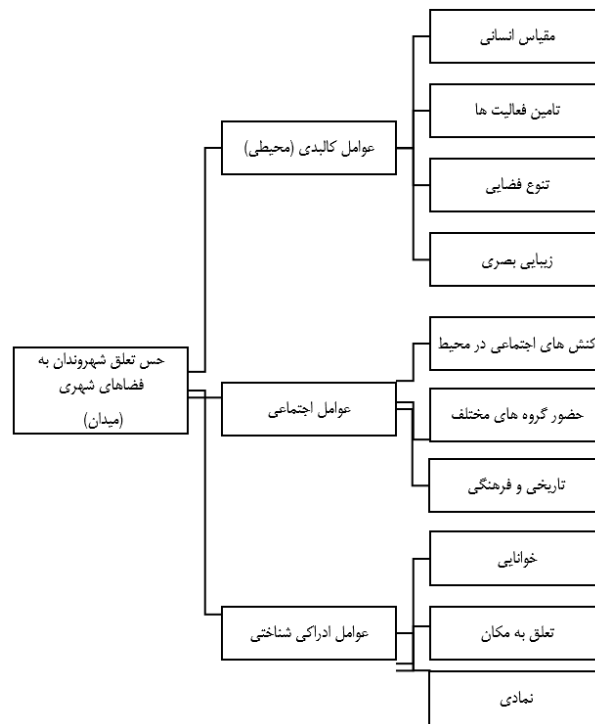 مقیاس انسانی
تامین فعالیت ها
عوامل کالبدی (محیطی)
تنوع فضایی
زیبایی بصری
کنش های اجتماعی در محیط
حس تعلق شهروندان به
فضاهای شهری
(میدان)
عوامل اجتماعی
حضور گروه های مختلف
تاریخی و فرهنگی
خوانایی
عوامل ادراکی شناختی
تعلق به مکان
نمادی